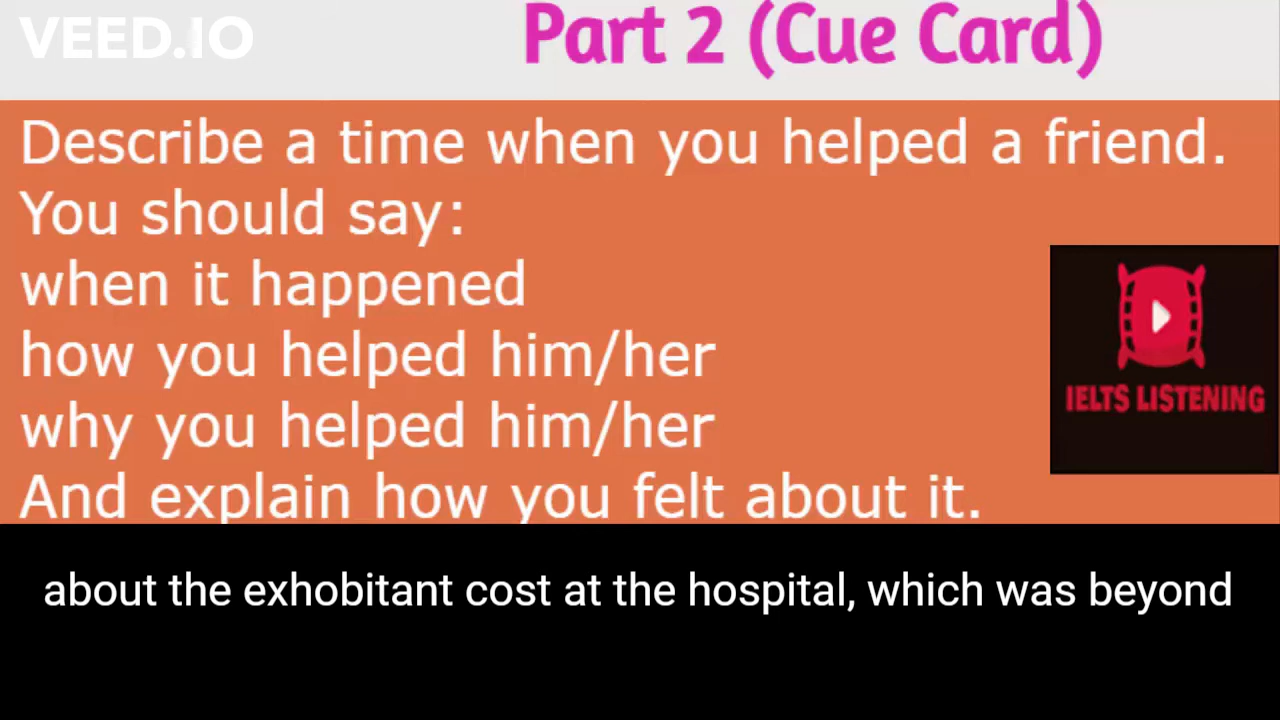 VEED.IO
Part 2 (Cue Card)
Describe a time when you helped a friend.
You should say:
when it happened
how you helped him/her
why you helped him/her
And explain how you felt about it.
IELTS LISTENING
about the exhobitant cost at the hospital, which was beyond